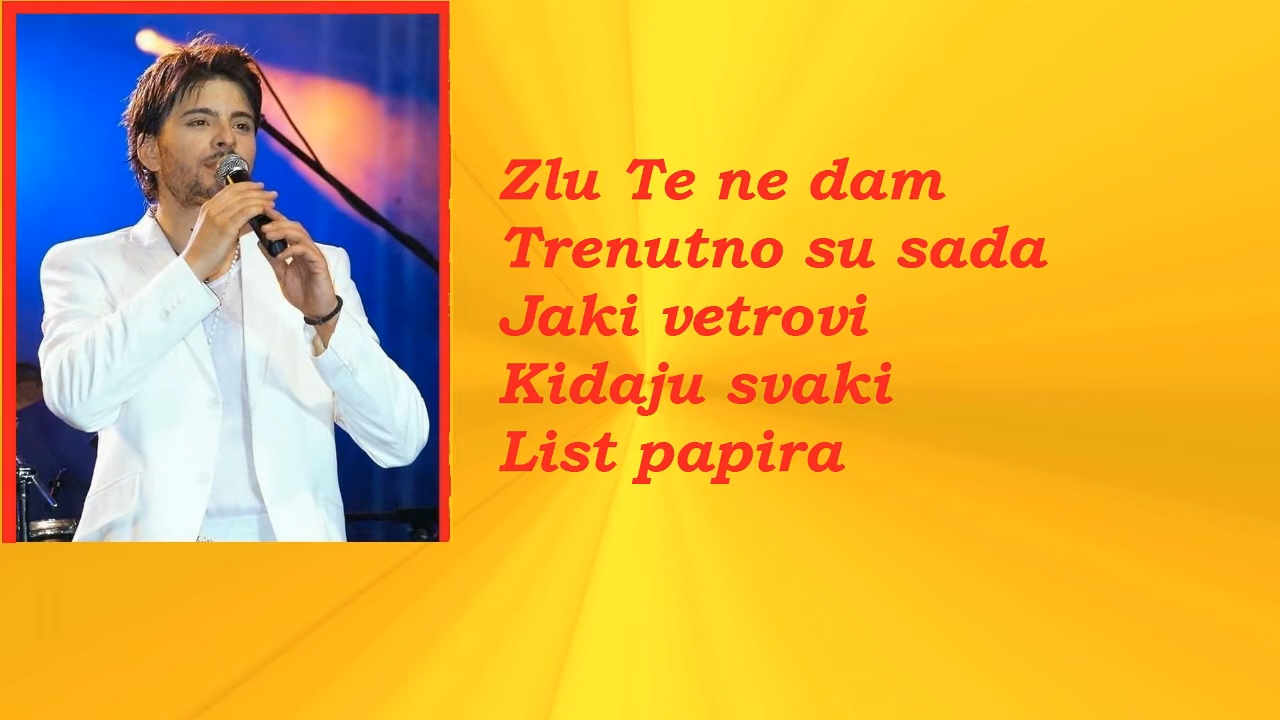 Zlu Te ne dam
Trenutno su sada
Jaki vetrovi
Kidaju svaki
List papira